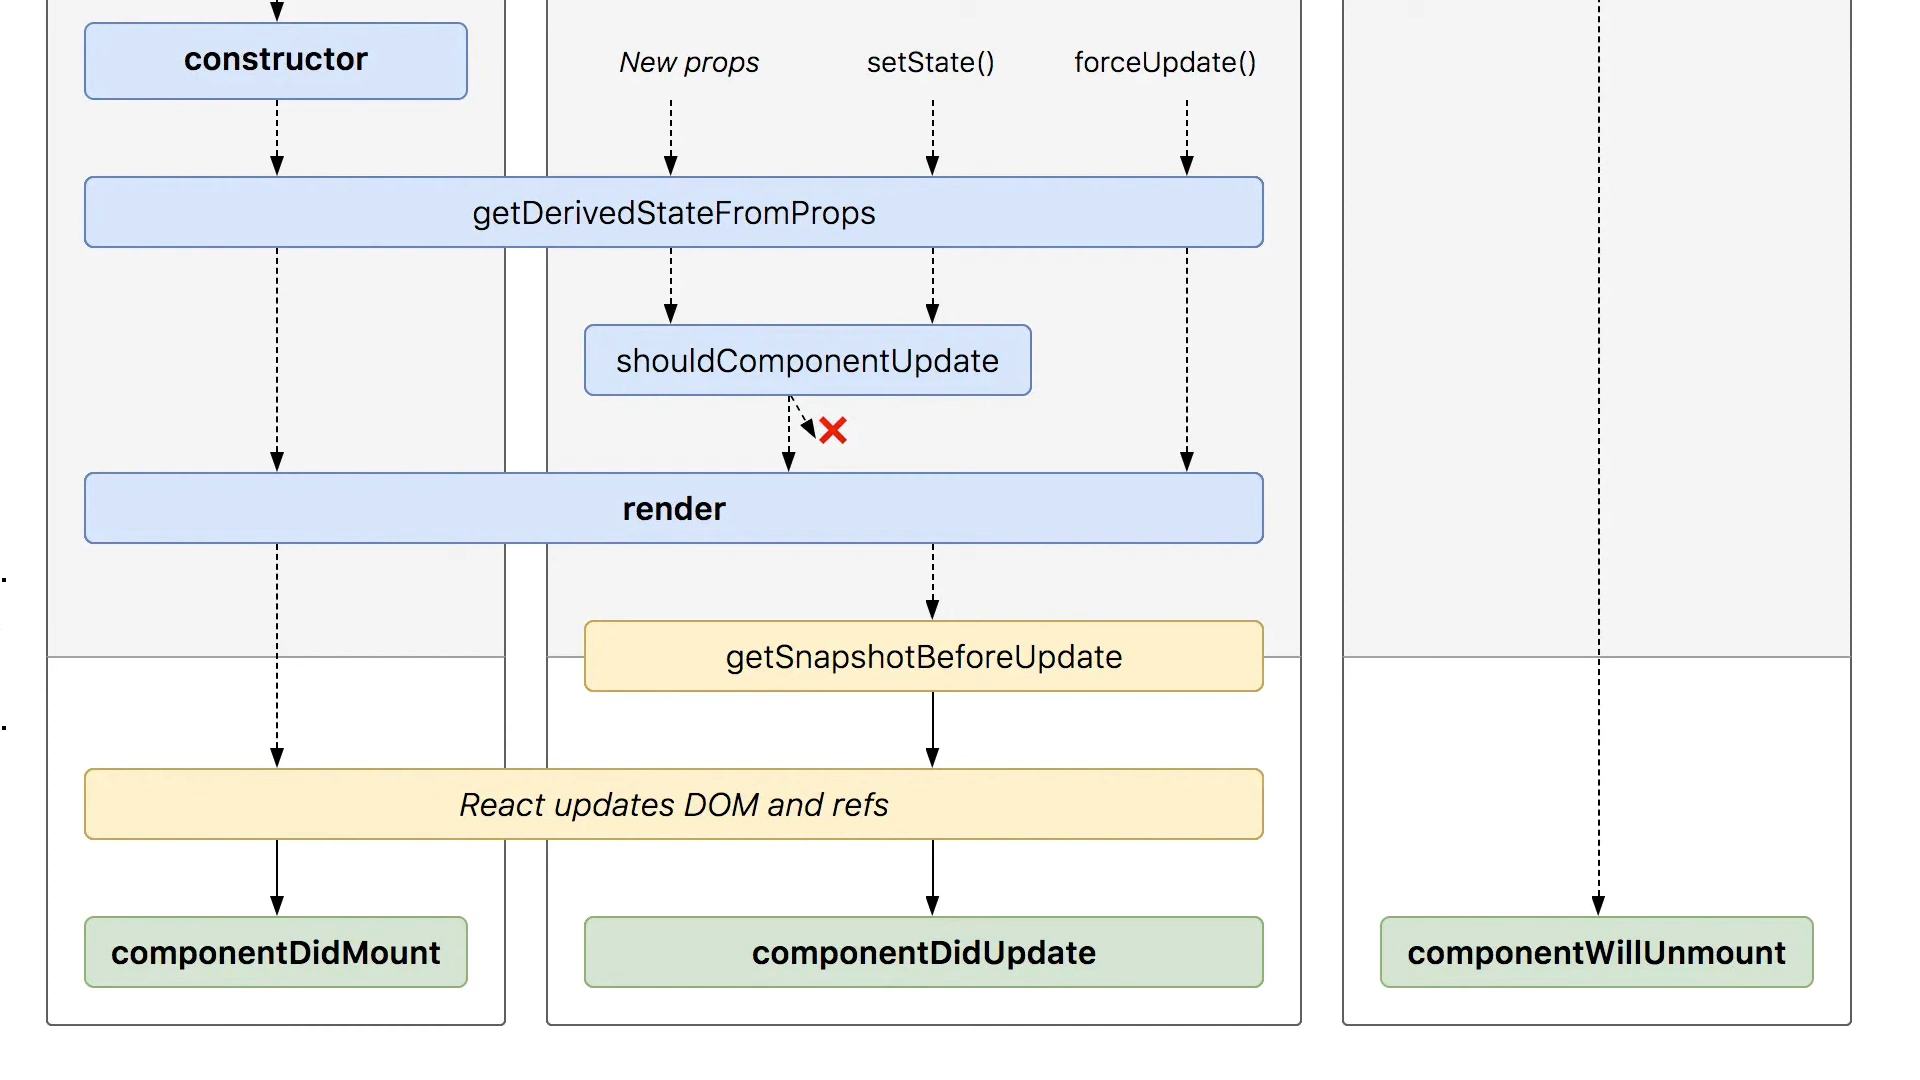 constructor
New props
setState()
forceUpdate()
getDerivedStateFromProps
shouldComponentUpdate
render
getSnapshotBeforeUpdate
React updates DOM and refs
componentDidMount
componentDidUpdate
componentWillUnmount